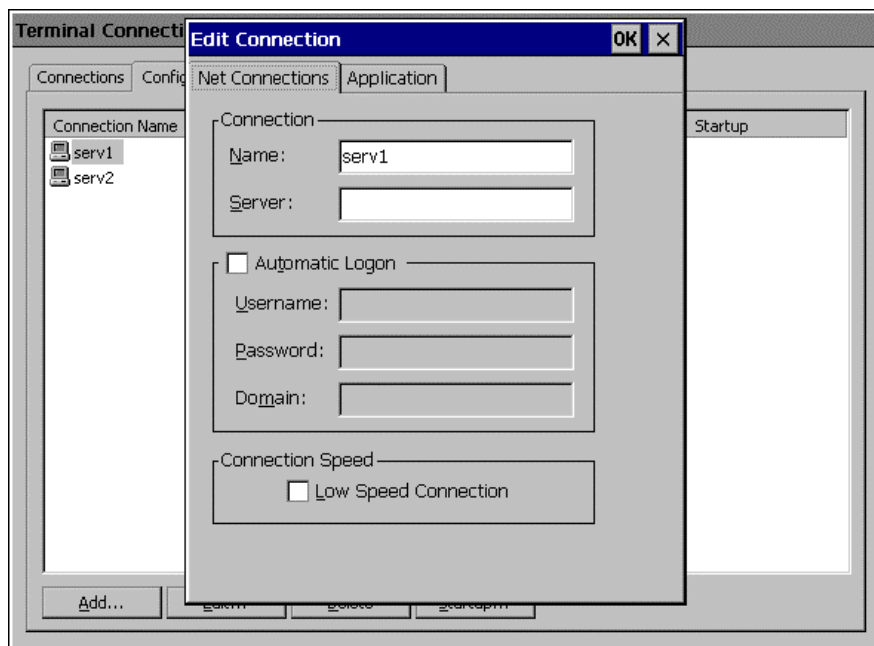 Terminal Connecti
Edit Connection OK
Connections Config
Net Connections Application
Connection Name
Startup
serv1
serv2
Connection
Name: serv1
Server:
Automatic Logon
Username:
Password:
Domain:
Connection Speed
Low Speed Connection
Add...